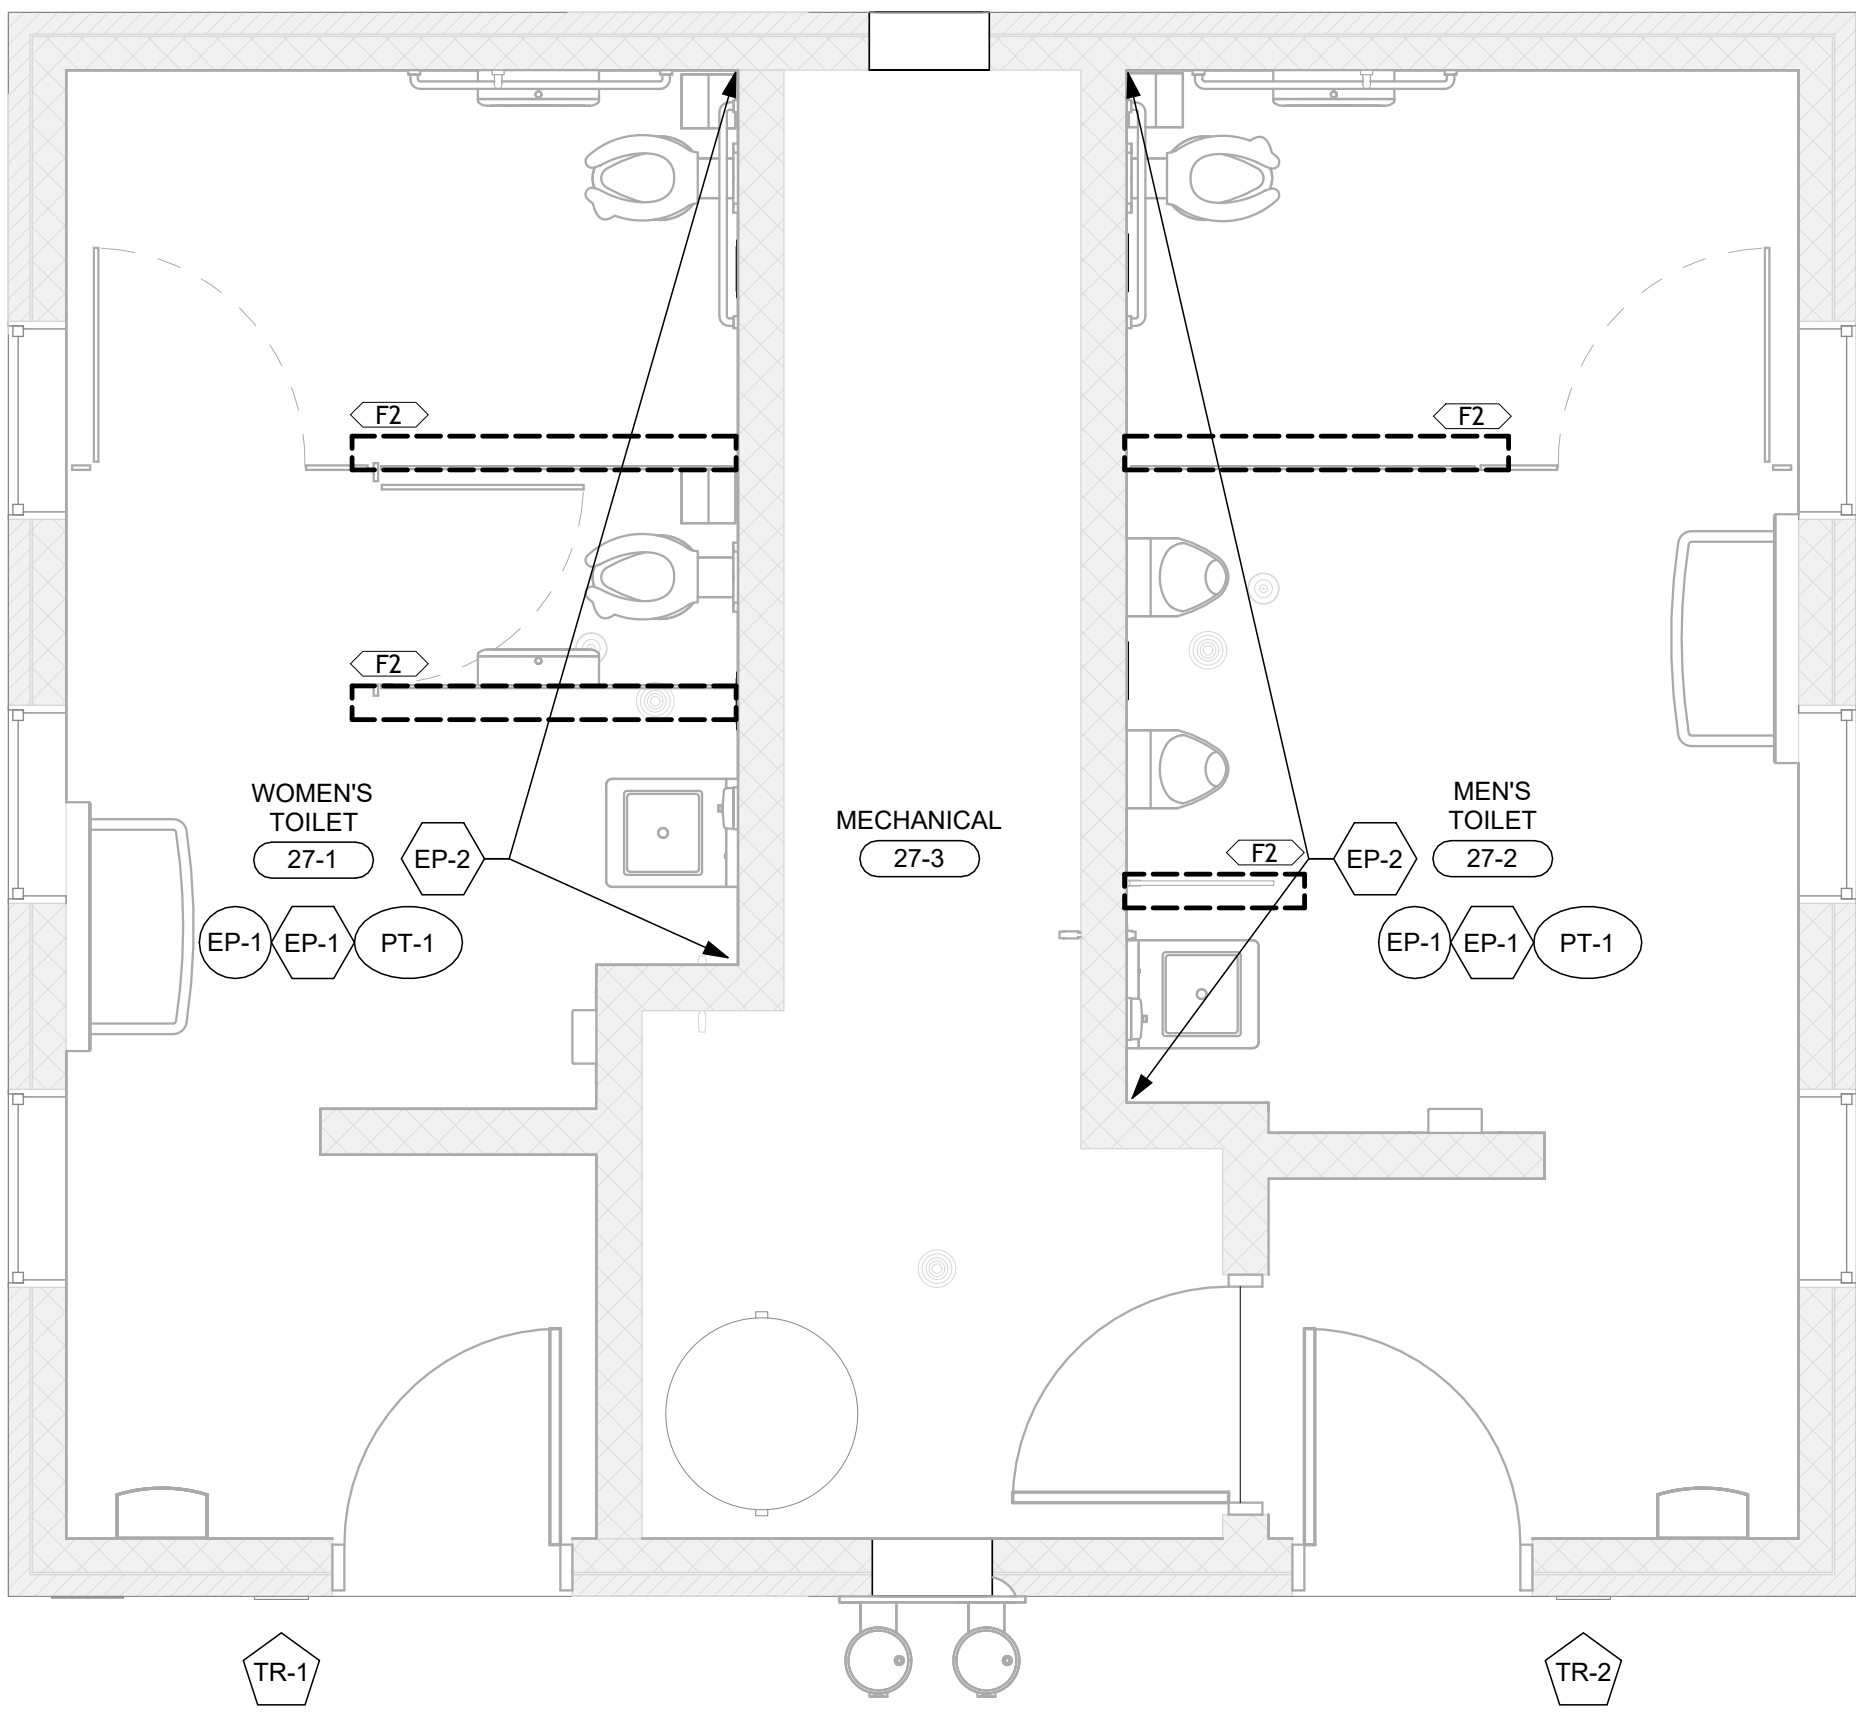 F2
F2
F2
WOMEN'S
TOILET
27-1
EP-2
EP-1
EP-1
PT-1
MECHANICAL
27-3
F2
EP-2
MEN'S
TOILET
27-2
EP-1
EP-1
PT-1
TR-1
TR-2